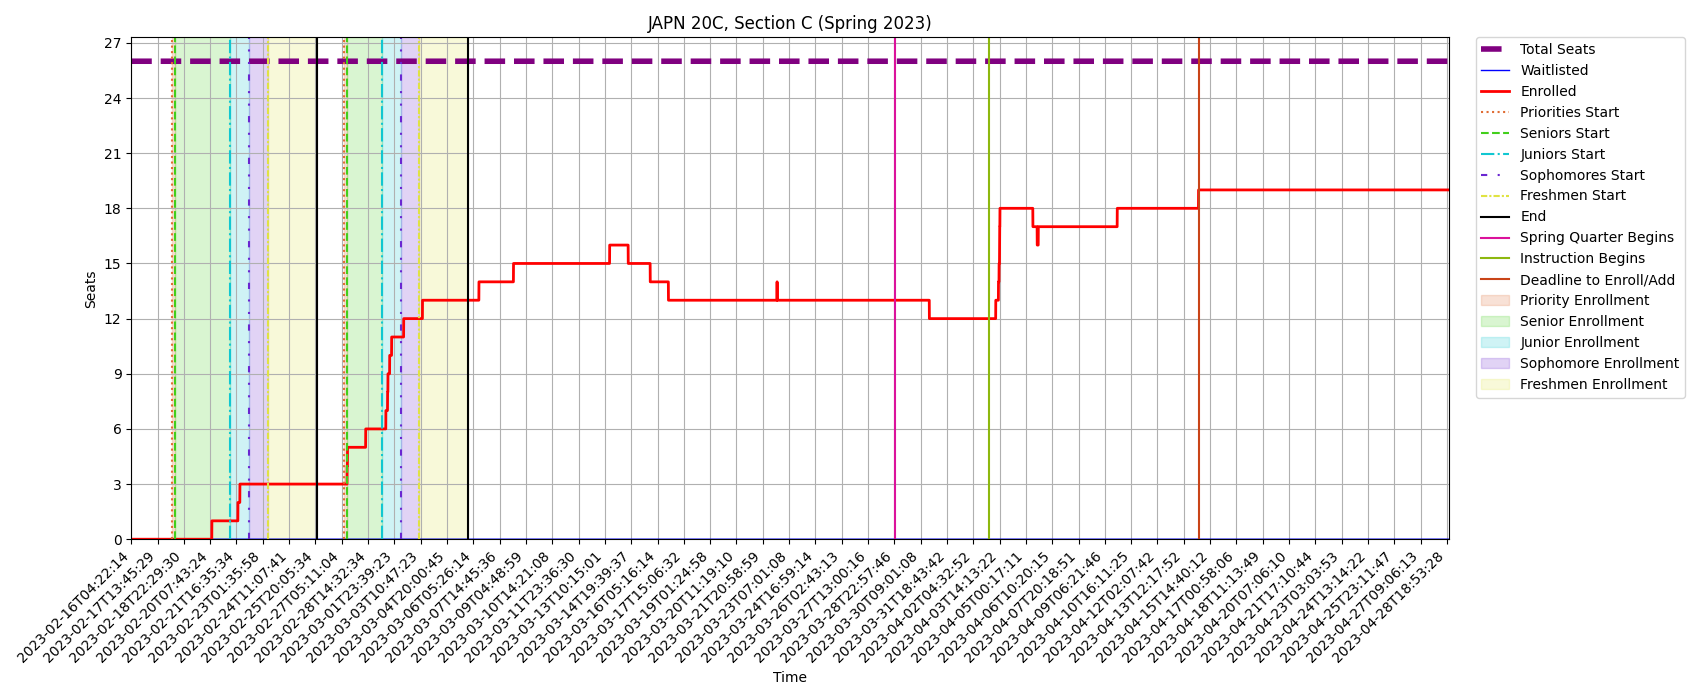 JAPN 20C, Section C (Spring 2023)
Seats
27
24
21
18
15
12
9
6
3
0
2023-02-16T04:22:14
2023-02-17T13:45:29
2023-02-18T22:29:30
2023-02-20T07:43:24
2023-02-21T16:35:34
2023-02-23T01:35:58
2023-02-24T11:07:41
2023-02-25T20:05:34
2023-02-27T05:11:04
2023-02-28T14:32:34
2023-03-01T23:39:23
2023-03-03T10:47:23
2023-03-04T20:00:45
2023-03-06T05:26:14
2023-03-07T14:45:36
2023-03-09T04:48:59
2023-03-10T14:21:08
2023-03-11T23:36:30
2023-03-13T10:15:01
2023-03-14T19:39:37
2023-03-16T05:16:14
2023-03-17T15:06:32
2023-03-19T01:24:58
2023-03-20T11:19:10
2023-03-21T20:58:59
2023-03-23T07:01:08
2023-03-24T16:59:14
2023-03-26T02:43:13
2023-03-27T13:00:16
2023-03-28T22:57:46
2023-03-30T09:01:08
2023-03-31T18:43:42
2023-04-02T04:32:52
2023-04-03T14:13:22
2023-04-05T00:17:11
2023-04-06T10:20:15
2023-04-07T20:18:51
2023-04-09T06:21:46
2023-04-10T16:11:25
2023-04-12T02:07:42
2023-04-13T12:17:52
2023-04-15T14:40:12
2023-04-17T00:58:06
2023-04-18T11:13:49
2023-04-20T07:06:10
2023-04-21T17:10:44
2023-04-23T03:03:53
2023-04-24T13:14:22
2023-04-25T23:11:47
2023-04-27T09:06:13
2023-04-28T18:53:28
Time
Total Seats
Waitlisted
Enrolled
Priorities Start
Seniors Start
Juniors Start
Sophomores Start
Freshmen Start
End
Spring Quarter Begins
Instruction Begins
Deadline to Enroll/Add
Priority Enrollment
Senior Enrollment
Junior Enrollment
Sophomore Enrollment
Freshmen Enrollment